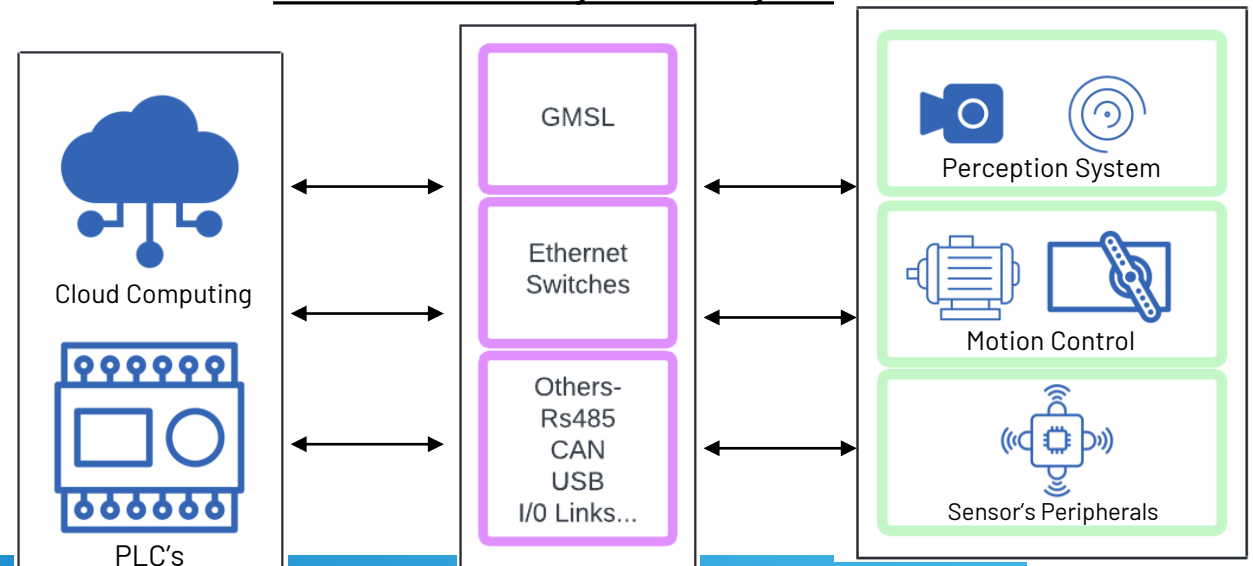 Cloud Computing
PLC's
GMSL
Ethernet
Switches
Others-
Rs485
CAN
USB
I/0 Links...
Perception System
Motion Control
Sensor's Peripherals